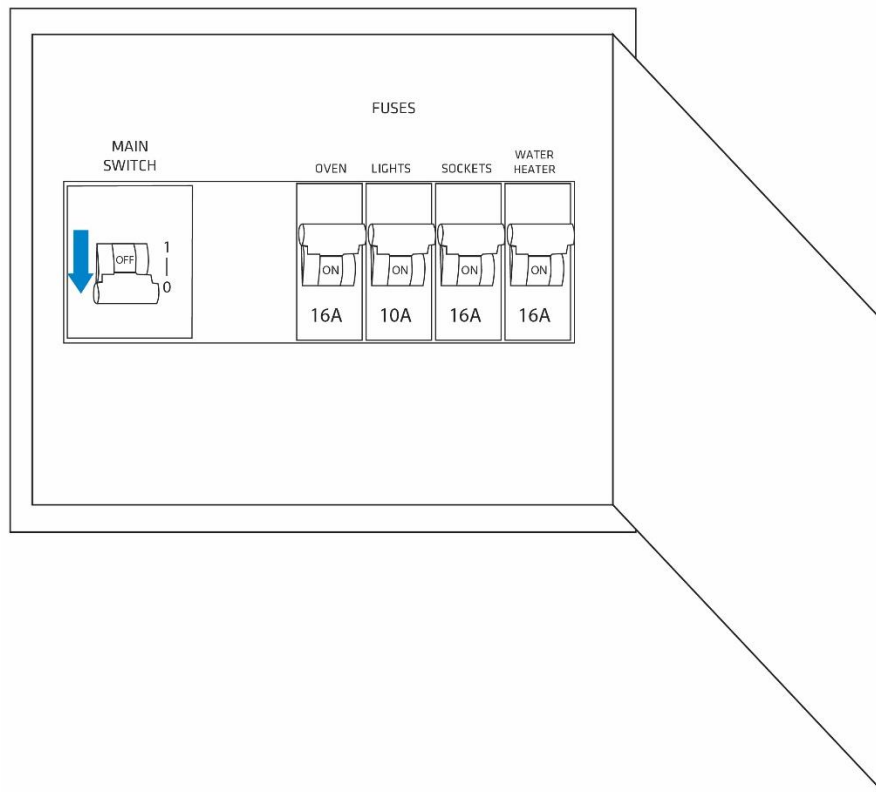 FUSES
MAIN
SWITCH
OVEN LIGHTS SOCKETS WATER
HEATER
OFF 1
0
ON ON ON ON
16A 10A 16A 16A